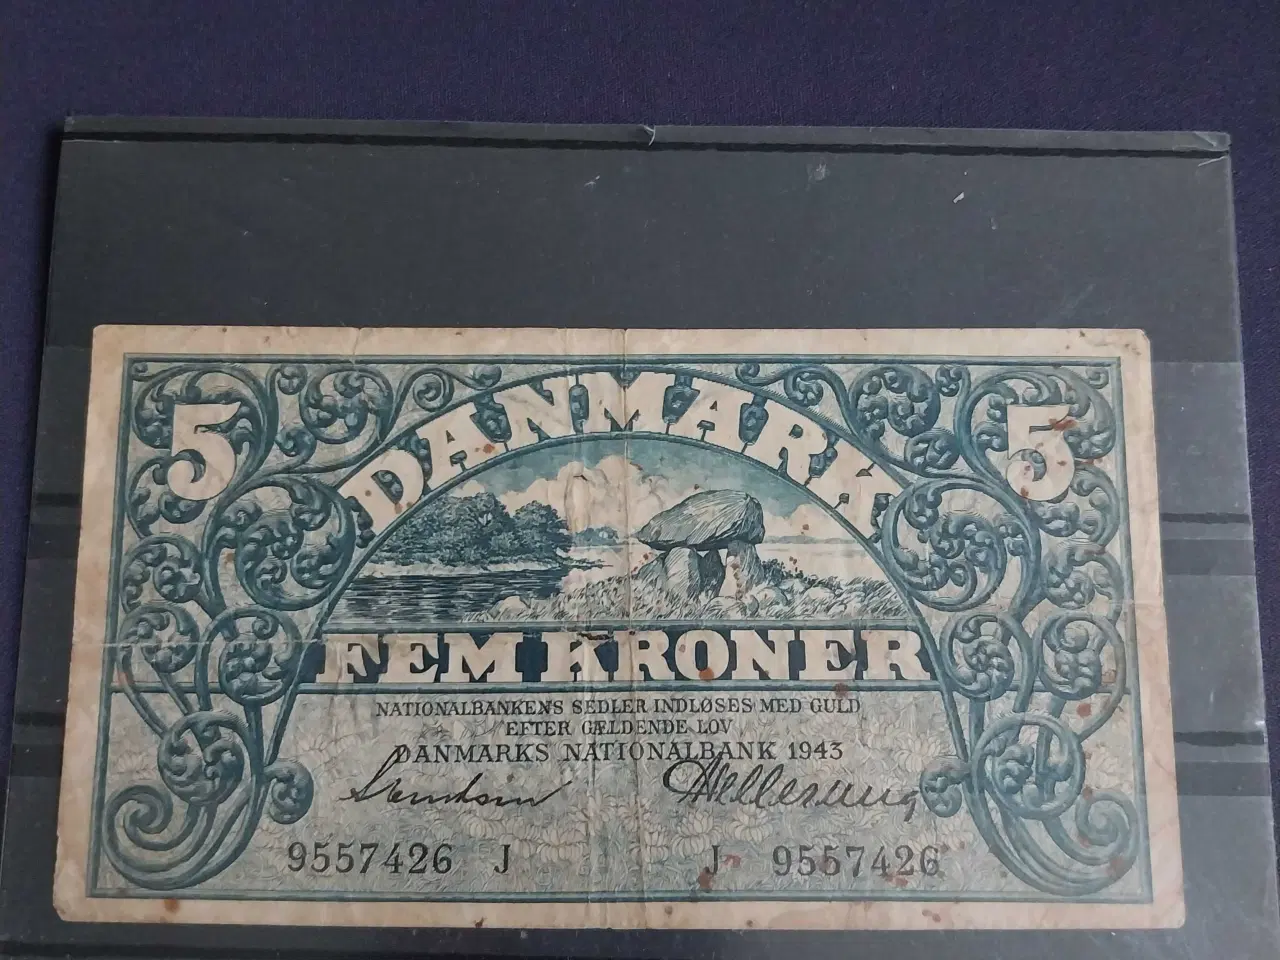 5 DANMARK 5
FEM KRONER
NATIONALBANKENS SEDLER INDLØSES MED GULD
EFTER GÆLDENDE LOV
DANMARKS NATIONALBANK 1943
9557426 J J 9557426